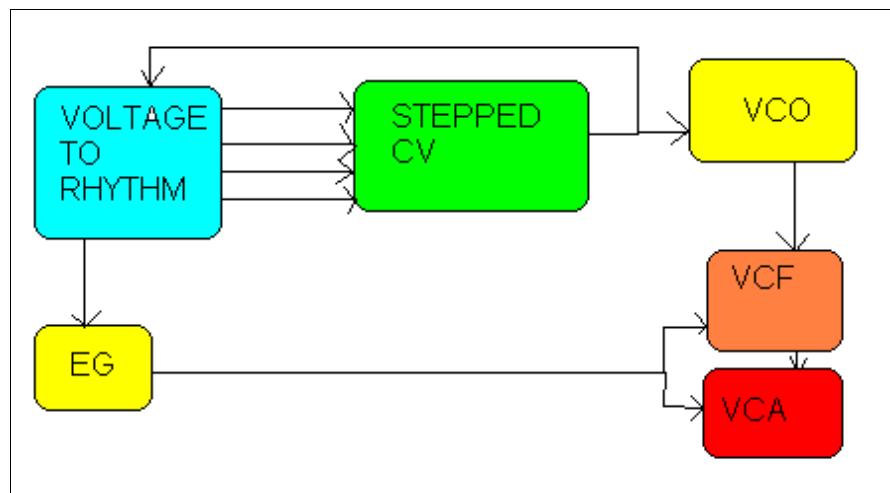 VOLTAGE
TO
RHYTHM
STEPPED
CV
VCO
VCF
EG
VCA